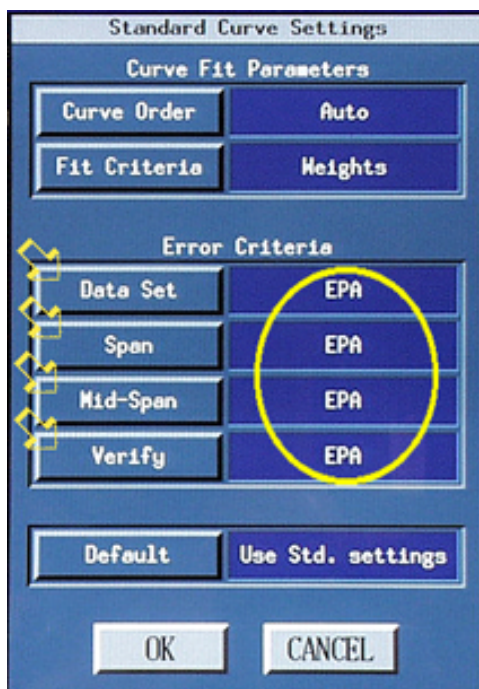 Standard Curve Settings
Curve Fit Parameters
Curve Order Auto
Fit Criteria Weights
Error Criteria
Data Set EPA
Span EPA
Mid-Span EPA
Verify EPA
Default Use Std. settings
OK CANCEL